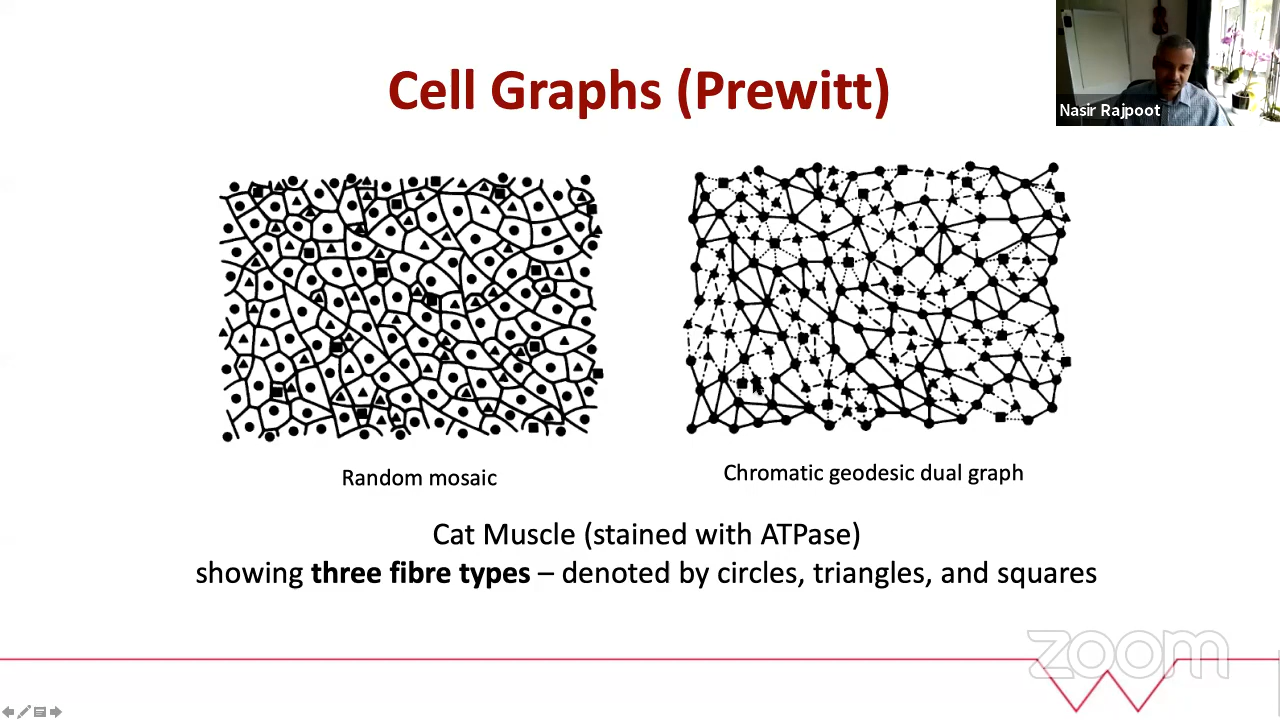 Cell Graphs (Prewitt)
Nasir Rajpoot
Random mosaic
Chromatic geodesic dual graph
Cat Muscle (stained with ATPase)
showing three fibre types – denoted by circles, triangles, and squares
zoom